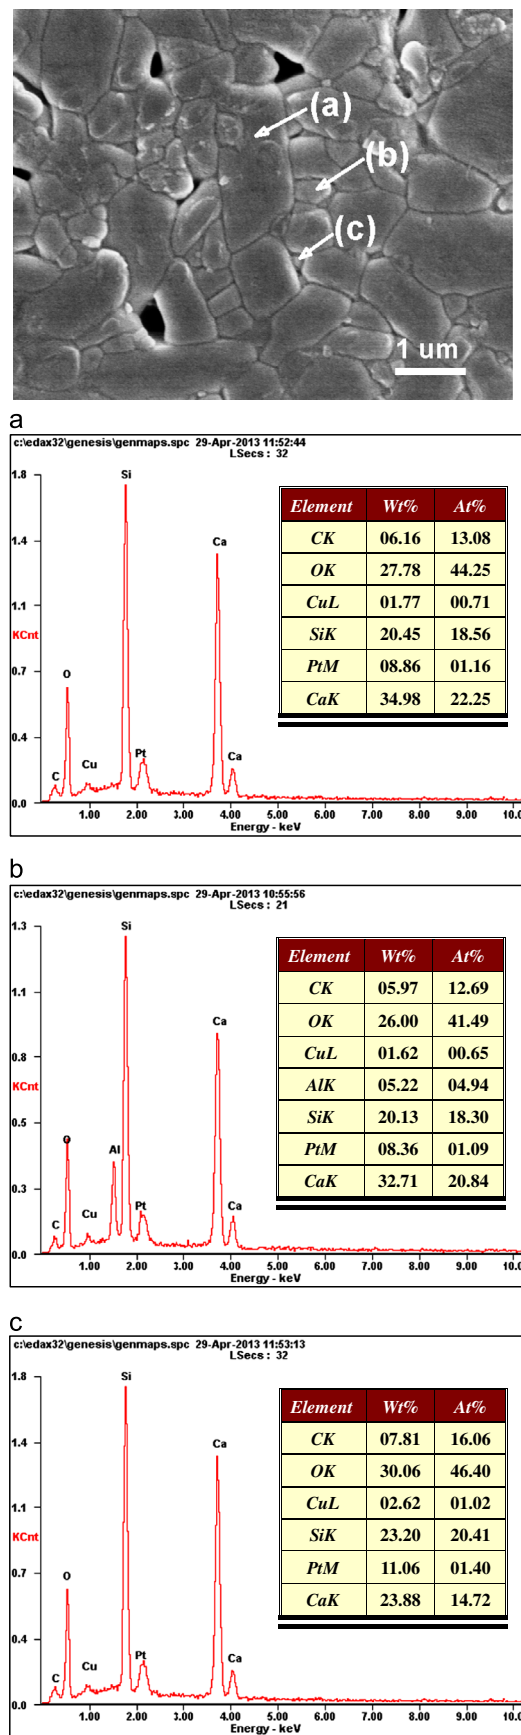 (a)
(b)
(c)
1 um
a
c:\edax32\genesis\genmaps.spc 29-Apr-2013 11:52:44
LSecs : 32
1.8
1.4
1.1
KCnt
0.7
0.4
0.0
C
O
Cu
Si
Pt
Ca
Ca
1.00 2.00 3.00 4.00 5.00 6.00 7.00 8.00 9.00 10.0
Energy - keV
Element Wt% At%
CK 06.16 13.08
OK 27.78 44.25
CuL 01.77 00.71
SiK 20.45 18.56
PtM 08.86 01.16
CaK 34.98 22.25
b
c:\edax32\genesis\genmaps.spc 29-Apr-2013 10:55:56
LSecs : 21
1.3
1.1
0.8
KCnt
0.5
0.3
0.0
C
O
Cu
Al
Si
Pt
Ca
Ca
1.00 2.00 3.00 4.00 5.00 6.00 7.00 8.00 9.00 10.0
Energy - keV
Element Wt% At%
CK 05.97 12.69
OK 26.00 41.49
CuL 01.62 00.65
AlK 05.22 04.94
SiK 20.13 18.30
PtM 08.36 01.09
CaK 32.71 20.84
c
c:\edax32\genesis\genmaps.spc 29-Apr-2013 11:53:13
LSecs : 32
1.8
1.4
1.1
KCnt
0.7
0.4
0.0
C
O
Cu
Si
Pt
Ca
Ca
1.00 2.00 3.00 4.00 5.00 6.00 7.00 8.00 9.00 10.0
Energy - keV
Element Wt% At%
CK 07.81 16.06
OK 30.06 46.40
CuL 02.62 01.02
SiK 23.20 20.41
PtM 11.06 01.40
CaK 23.88 14.72